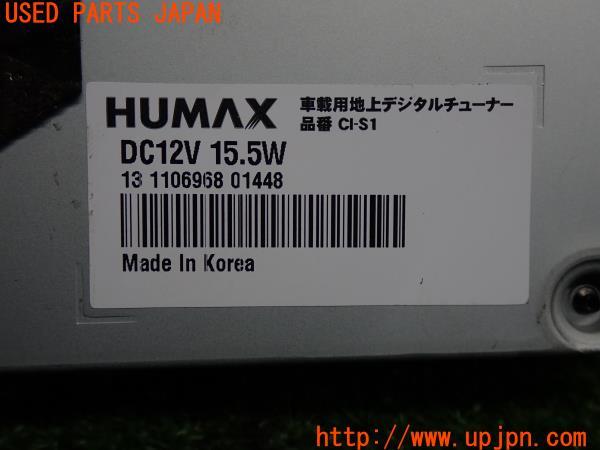 USED PARTS JAPAN
HUMAX 車載用地上デジタルチューナー
品番 CI-S1
DC12V 15.5W
13 1106968 01448
Made In Korea
http://www.upjpn.com